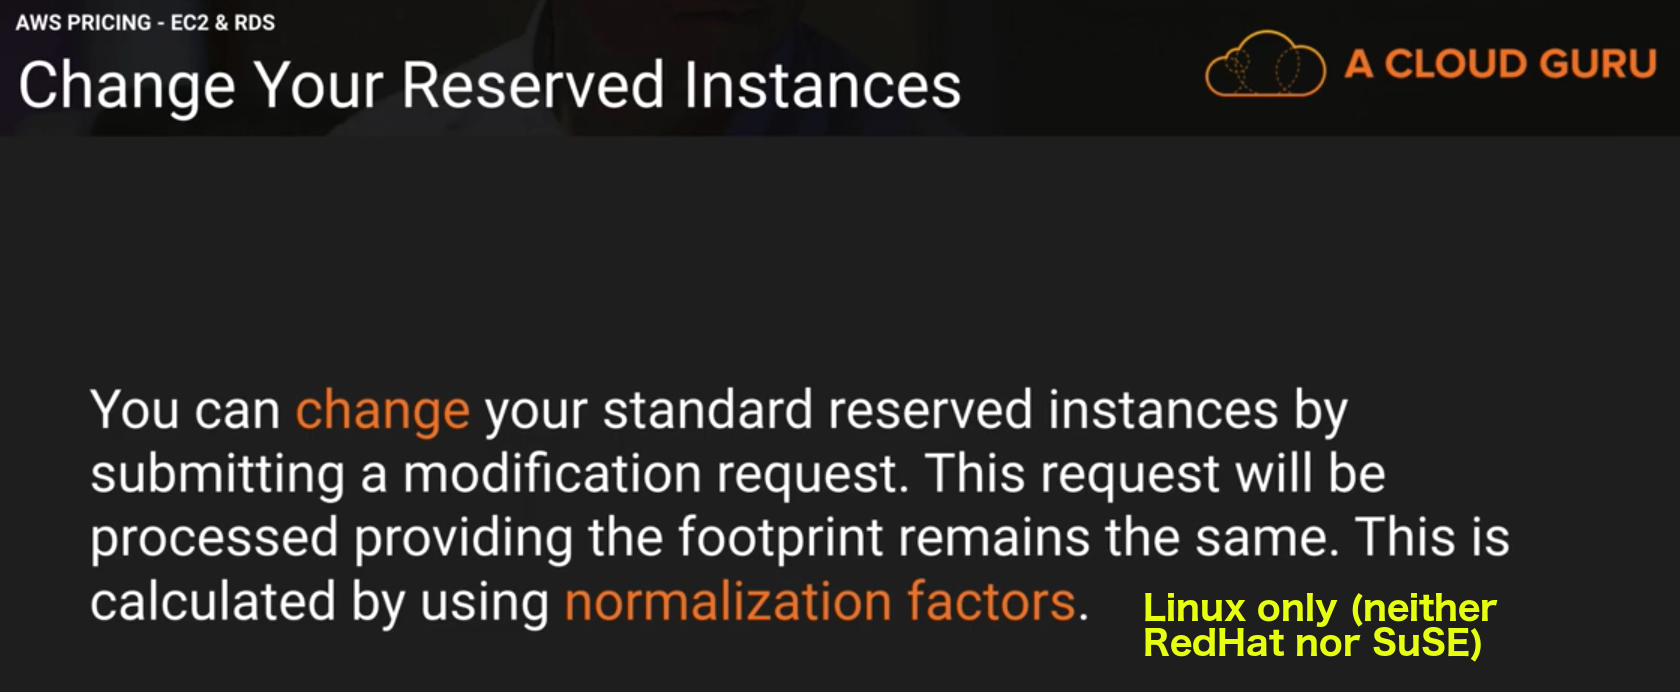 AWS PRICING - EC2 & RDS
Change Your Reserved Instances
A CLOUD GURU
You can change your standard reserved instances by
submitting a modification request. This request will be
processed providing the footprint remains the same. This is
calculated by using normalization factors.
Linux only (neither
RedHat nor SuSE)